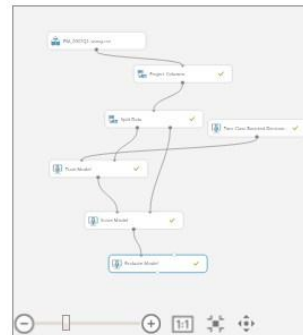 Project Columns
Split Data
Two-Class Boosted Decision
Train Model
Score Model
Evaluate Model
1:1